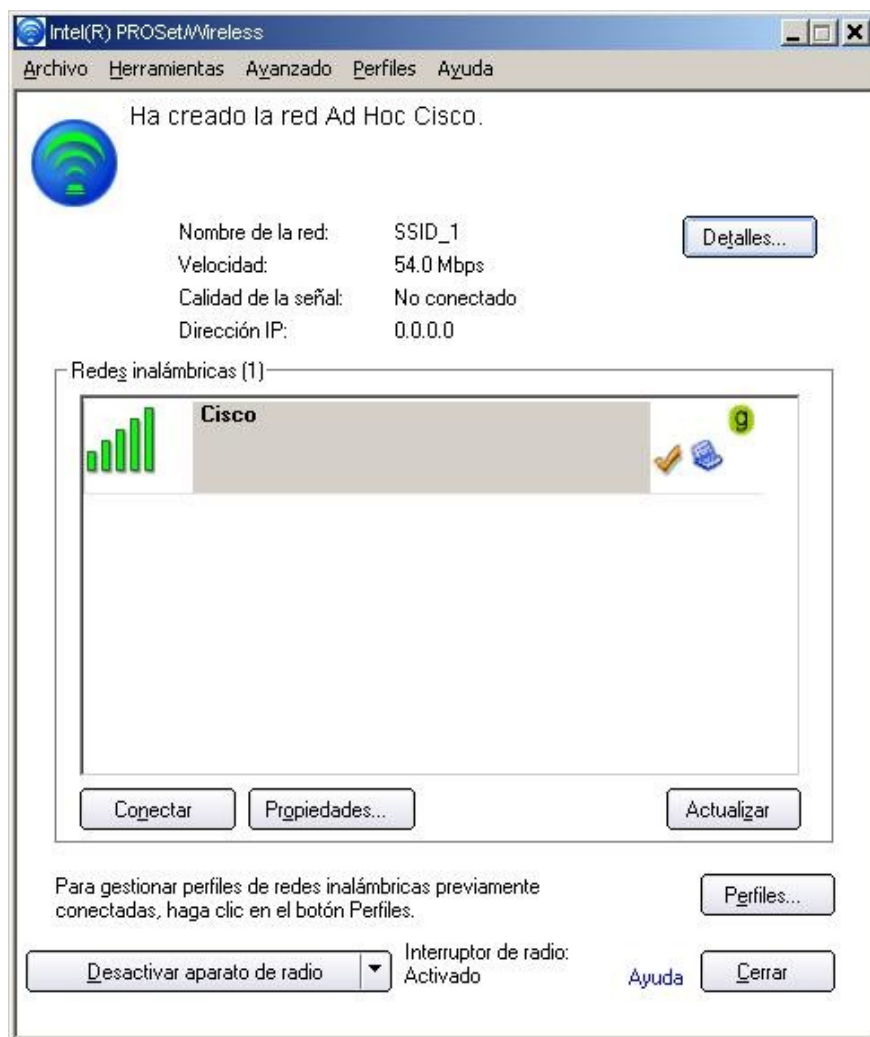 Intel(R) PROSet/Wireless
Archivo Herramientas Avanzado Perfiles Ayuda
Ha creado la red Ad Hoc Cisco.
Nombre de la red: SSID_1
Detalles...
Velocidad: 54.0 Mbps
Calidad de la señal: No conectado
Dirección IP: 0.0.0.0
Redes inalámbricas (1)
Cisco
g
Conectar Propiedades... Actualizar
Para gestionar perfiles de redes inalámbricas previamente
conectadas, haga clic en el botón Perfiles.
Perfiles...
Desactivar aparato de radio
Interruptor de radio:
Activado
Ayuda Cerrar